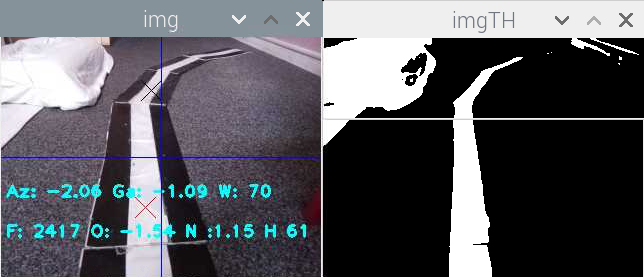 img
imgTH
Az: -2.06 Ga: -1.09 W: 70
F: 2417 O: -1.54 N :1.15 H 61